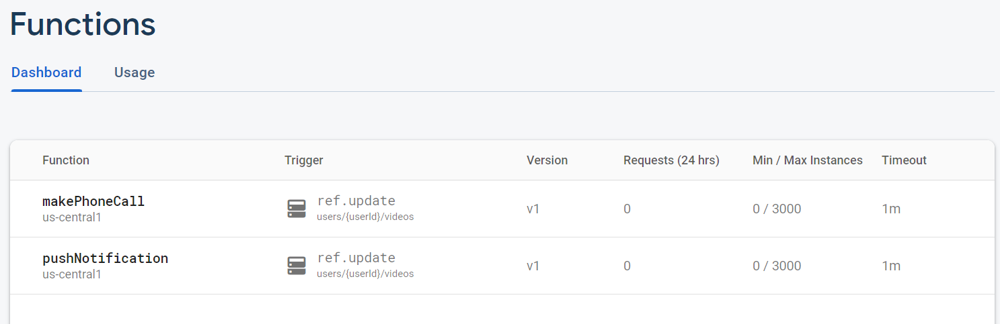 Functions
Dashboard Usage
Function Trigger Version Requests (24 hrs) Min / Max Instances Timeout
makePhoneCall ref.update v1 0 0 / 3000 1m
us-central1 users/{userId}/videos
pushNotification ref.update v1 0 0 / 3000 1m
us-central1 users/{userId}/videos